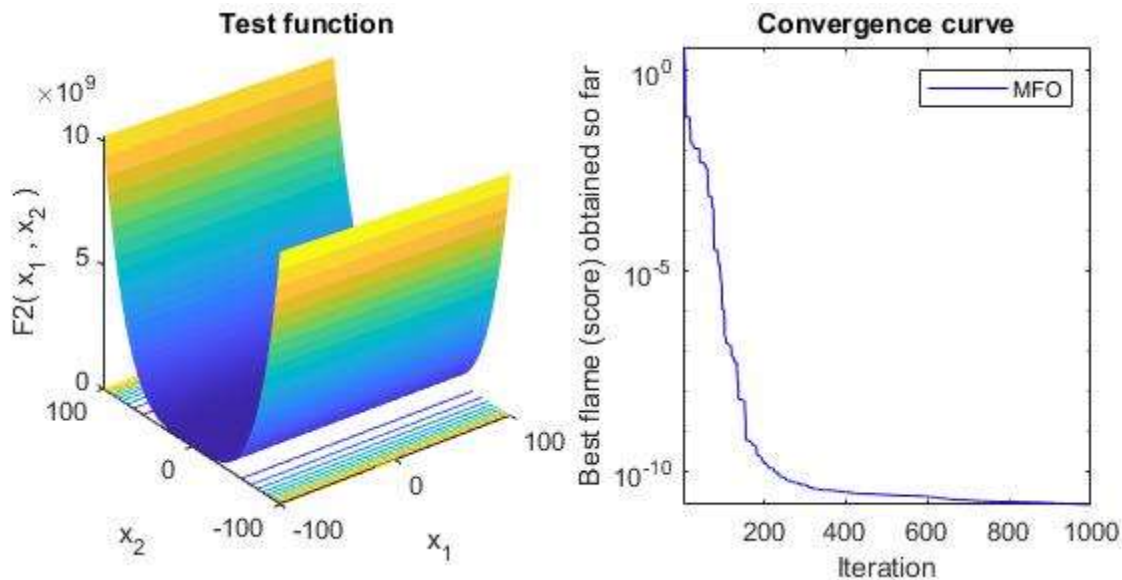 Test function
×10^9
10
5
0
F2( x_1 , x_2 )
100
0
-100
x_2
-100
0
100
x_1
Convergence curve
MFO
10^0
10^-5
10^-10
Best flame (score) obtained so far
200 400 600 800 1000
Iteration